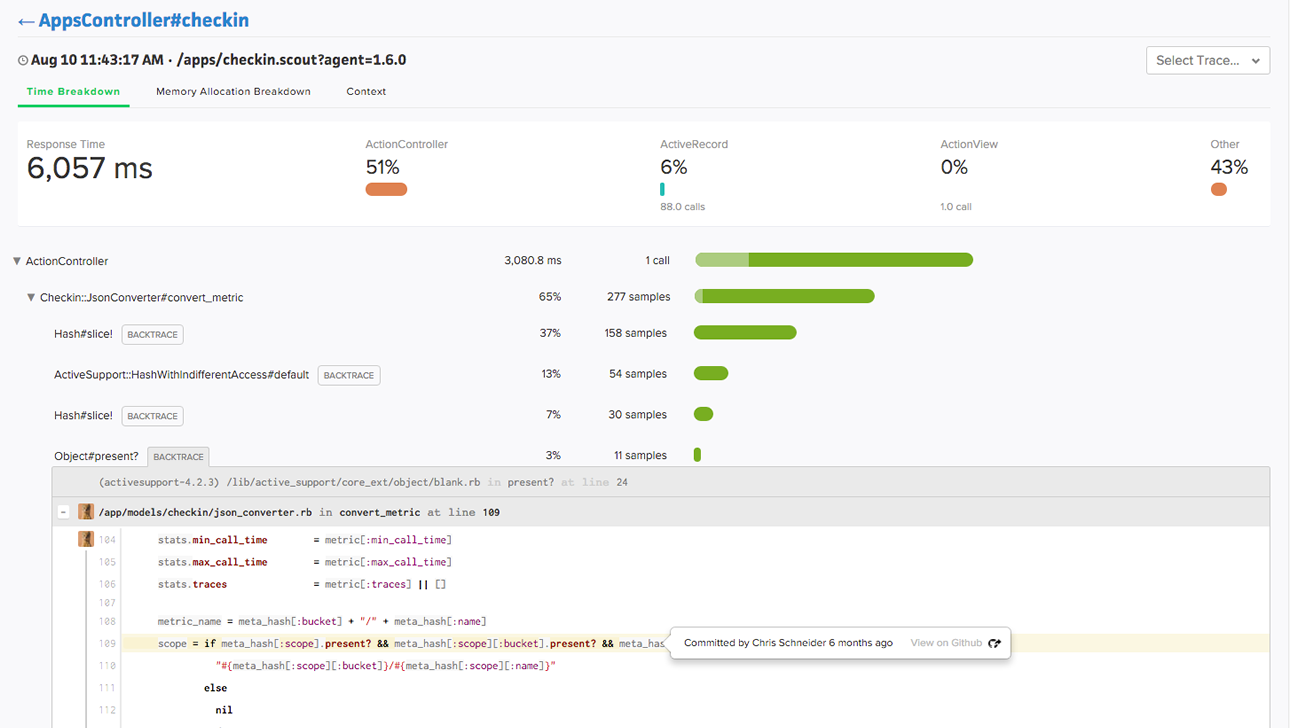 ← AppsController#checkin
Aug 10 11:43:17 AM · /apps/checkin.scout?agent=1.6.0
Select Trace...
Time Breakdown Memory Allocation Breakdown Context
Response Time ActionController ActiveRecord ActionView Other
6,057 ms 51% 6% 0% 43%
88.0 calls 1.0 call
▼ ActionController 3,080.8 ms 1 call
▼ Checkin::JsonConverter#convert_metric 65% 277 samples
Hash#slice! BACKTRACE 37% 158 samples
ActiveSupport::HashWithIndifferentAccess#default BACKTRACE 13% 54 samples
Hash#slice! BACKTRACE 7% 30 samples
Object#present? BACKTRACE 3% 11 samples
(activesupport-4.2.3) /lib/active_support/core_ext/object/blank.rb in present? at line 24
- /app/models/checkin/json_converter.rb in convert_metric at line 109
104 stats.min_call_time = metric[:min_call_time]
105 stats.max_call_time = metric[:max_call_time]
106 stats.traces = metric[:traces] || []
107
108 metric_name = meta_hash[:bucket] + "/" + meta_hash[:name]
109 scope = if meta_hash[:scope].present? && meta_hash[:scope][:bucket].present? && meta_has
Committed by Chris Schneider 6 months ago View on Github
110 "#{meta_hash[:scope][:bucket]}/#{meta_hash[:scope][:name]}"
111 else
112 nil